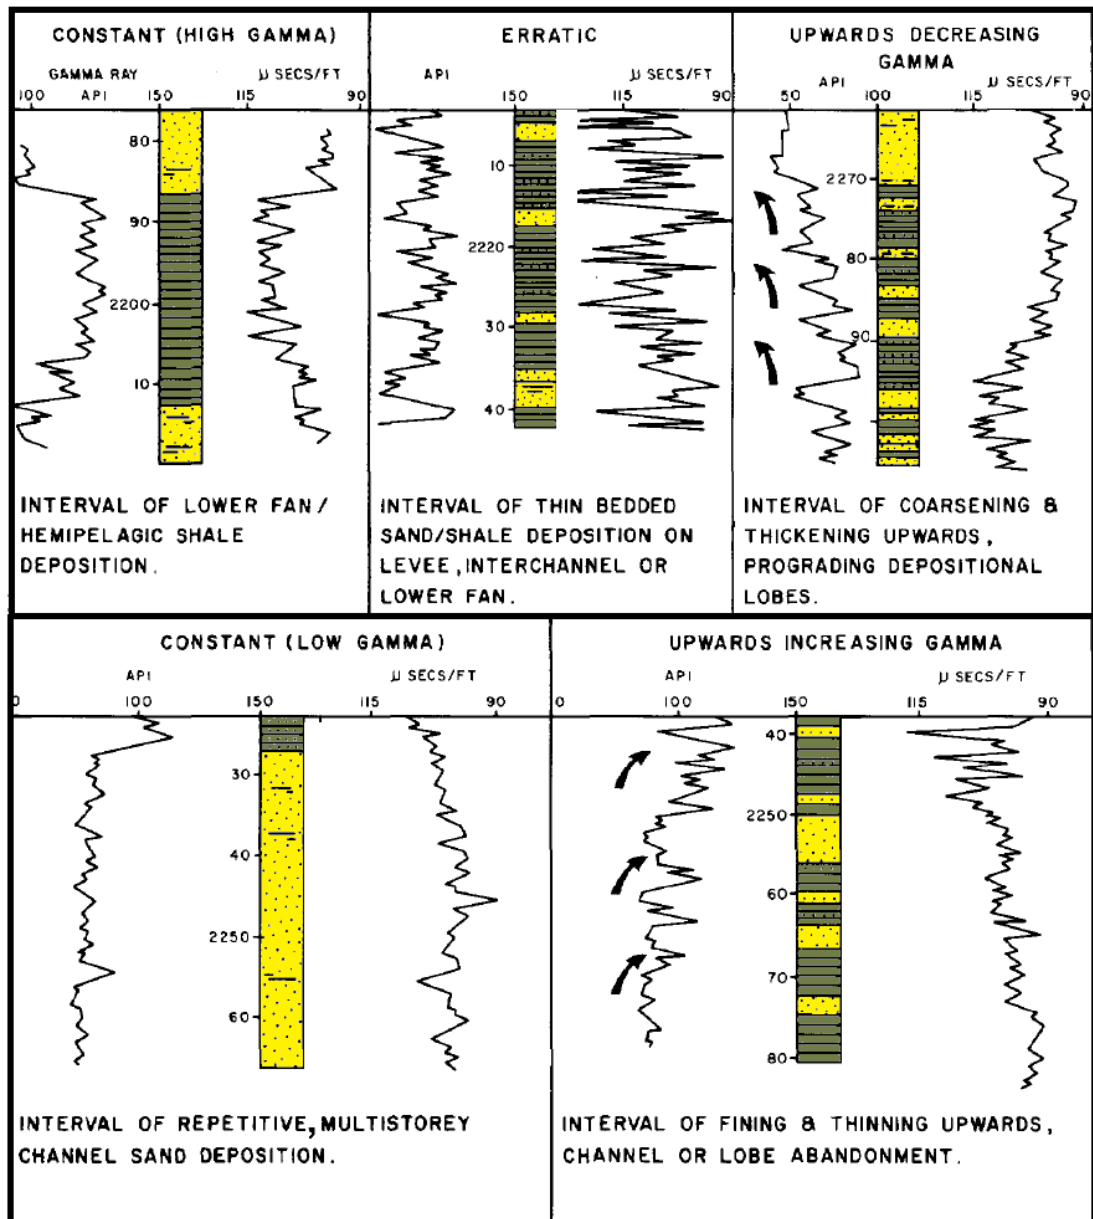 CONSTANT (HIGH GAMMA)
GAMMA RAY
μ SECS/FT
100 API 150 115 90
80
90
2200
10
INTERVAL OF LOWER FAN/
HEMIPELAGIC SHALE
DEPOSITION.
ERRATIC
API μ SECS/FT
150 115 90
10
2220
30
40
INTERVAL OF THIN BEDDED
SAND/SHALE DEPOSITION ON
LEVEE, INTERCHANNEL OR
LOWER FAN.
UPWARDS DECREASING
GAMMA
API μ SECS/FT
50 100 115 90
2270
80
90
INTERVAL OF COARSENING &
THICKENING UPWARDS,
PROGRADING DEPOSITIONAL
LOBES.
CONSTANT (LOW GAMMA)
API μ SECS/FT
0 100 150 115 90
30
40
2250
60
INTERVAL OF REPETITIVE, MULTISTOREY
CHANNEL SAND DEPOSITION.
UPWARDS INCREASING GAMMA
API μ SECS/FT
0 100 150 115 90
40
2250
60
70
80
INTERVAL OF FINING & THINNING UPWARDS,
CHANNEL OR LOBE ABANDONMENT.